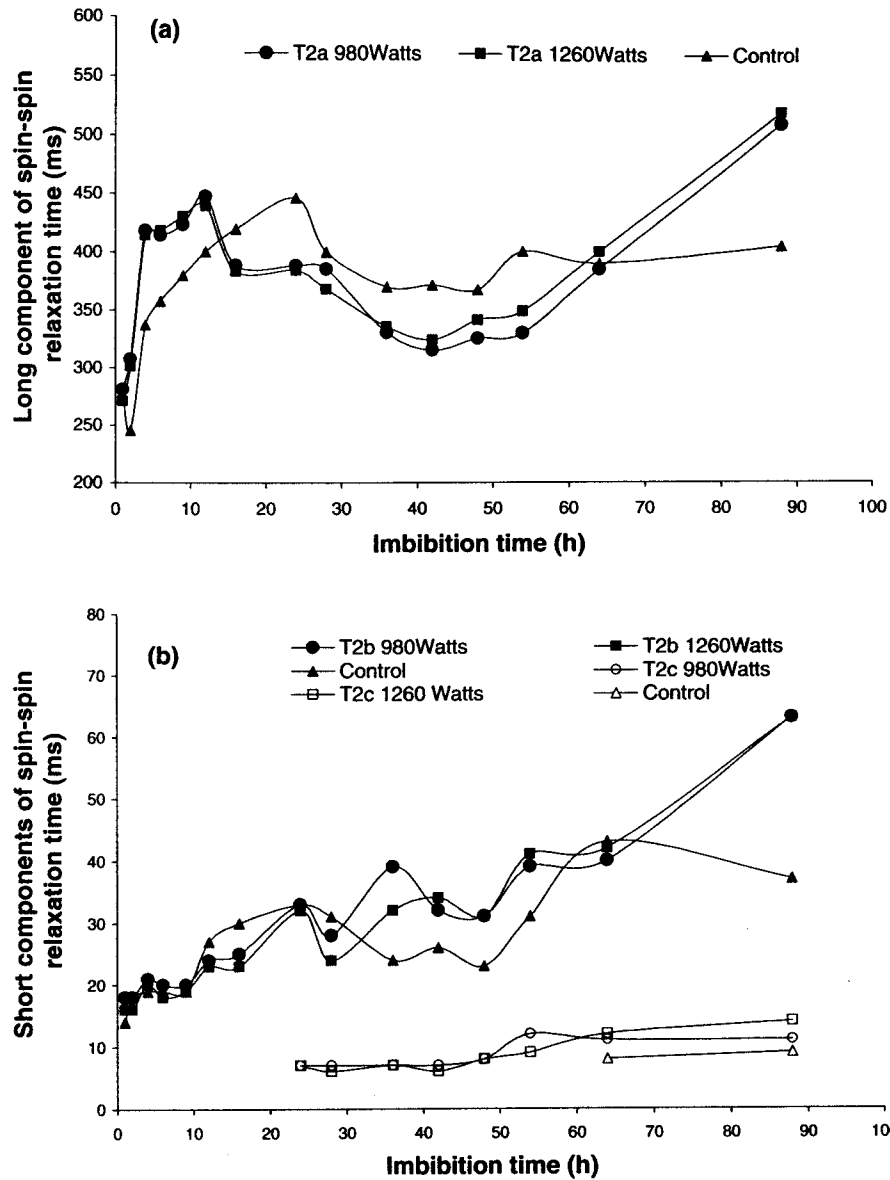 (a)
T2a 980Watts T2a 1260Watts Control
Long component of spin-spin
relaxation time (ms)
600
550
500
450
400
350
300
250
200
0 10 20 30 40 50 60 70 80 90 100
Imbibition time (h)
(b)
T2b 980Watts T2b 1260Watts
Control T2c 980Watts
T2c 1260 Watts Control
Short components of spin-spin
relaxation time (ms)
80
70
60
50
40
30
20
10
0
0 10 20 30 40 50 60 70 80 90 10
Imbibition time (h)